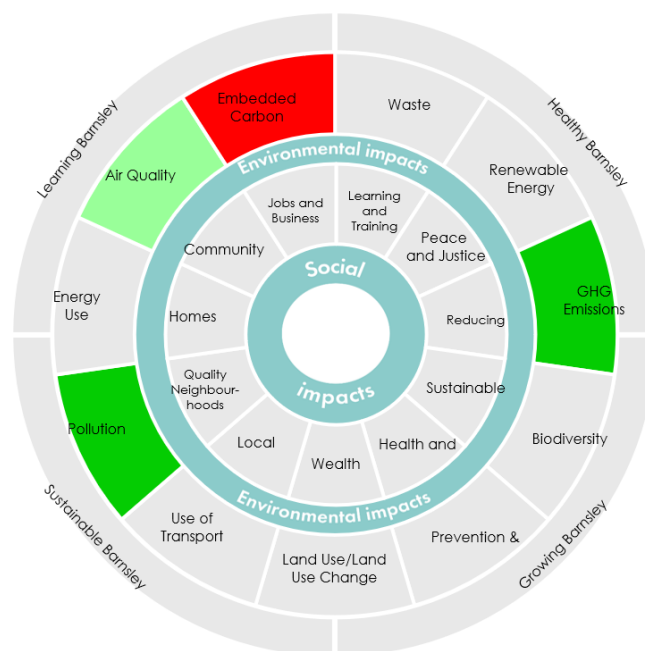 Learning Barnsley
Healthy Barnsley
Growing Barnsley
Sustainable Barnsley
Embedded
Carbon
Waste
Renewable
Energy
GHG
Emissions
Biodiversity
Prevention &
Land Use/Land
Use Change
Use of
Transport
Pollution
Energy
Use
Air Quality
Environmental impacts
Environmental impacts
Jobs and
Business
Learning
and
Training
Peace
and Justice
Reducing
Sustainable
Health and
Wealth
Local
Quality
Neighbour-
hoods
Homes
Community
Social
impacts